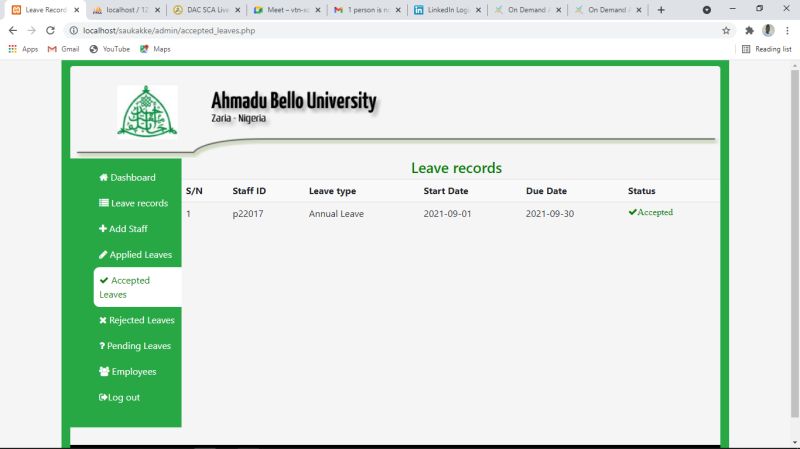 Leave Record
localhost / 12
DAC SCA Live
Meet – vtn-xc
1 person is no
LinkedIn Logi
On Demand A
On Demand A
localhost/saukakke/admin/accepted_leaves.php
Apps
Gmail
YouTube
Maps
Reading list
Ahmadu Bello University
Zaria - Nigeria
Leave records
S/N Staff ID Leave type Start Date Due Date Status
1 p22017 Annual Leave 2021-09-01 2021-09-30 Accepted
Dashboard
Leave records
Add Staff
Applied Leaves
Accepted
Leaves
Rejected Leaves
Pending Leaves
Employees
Log out